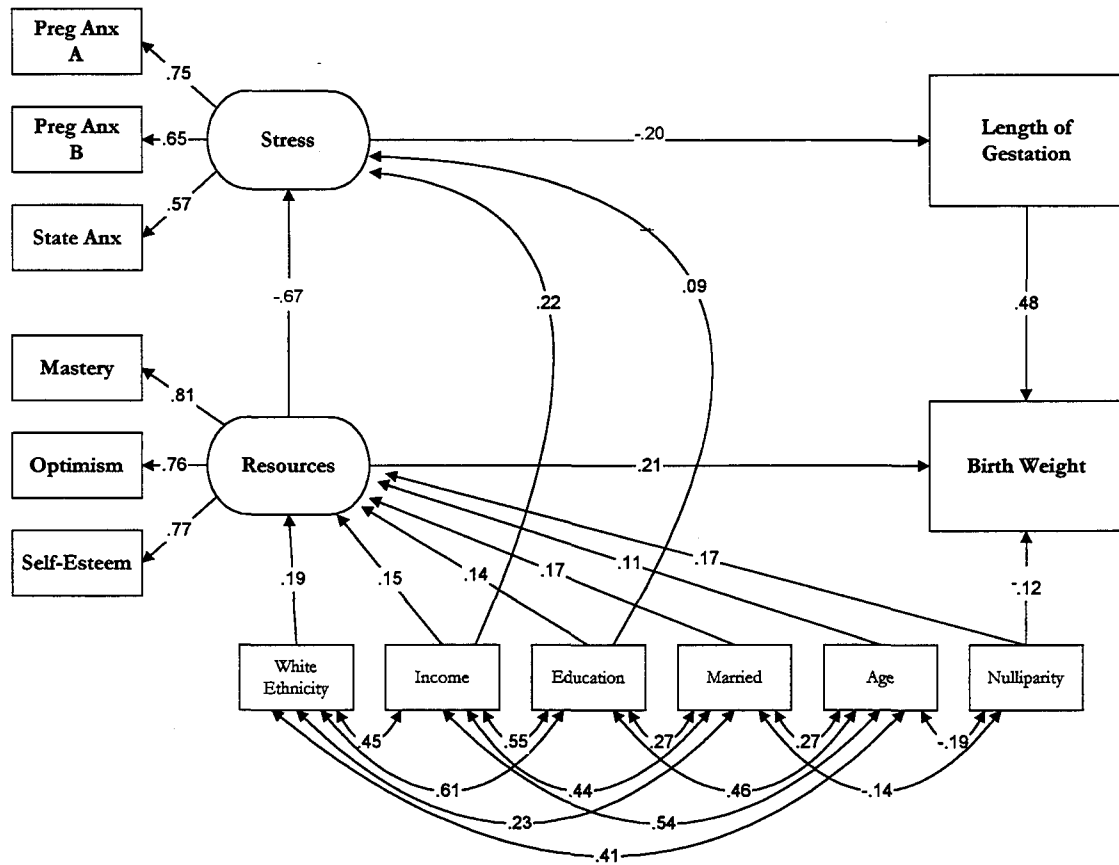 Preg Anx
A
.75
Preg Anx
B
.65
Stress
-.20
Length of
Gestation
.57
State Anx
-.67
.22
.09
.48
Mastery
.81
Optimism
.76
Resources
.21
Birth Weight
.77
Self-Esteem
.19
.15
.14
.17
.11
.17
-.12
White
Ethnicity
Income
Education
Married
Age
Nulliparity
.45
.55
.27
.27
-.19
.61
.44
.46
-.14
.23
.54
.41